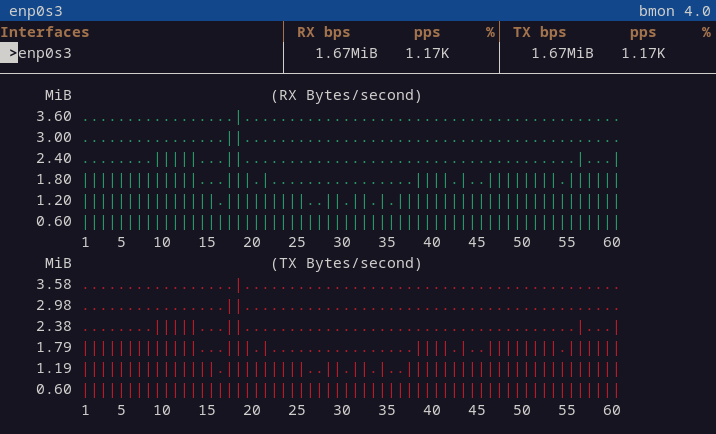 enp0s3 bmon 4.0
Interfaces RX bps pps % TX bps pps %
>enp0s3 1.67MiB 1.17K 1.67MiB 1.17K
MiB (RX Bytes/second)
3.60 .................|..........................................
3.00 ................||..........................................
2.40 ........|||||...||.....................................|...|
1.80 |||||||||||||...|||.|................||||.|..||||||||.||||||
1.20 |||||||||||||||.|||||||||..||.||.|.|||||||||||||||||||||||||
0.60 ||||||||||||||||||||||||||||||||||||||||||||||||||||||||||||
1 5 10 15 20 25 30 35 40 45 50 55 60
MiB (TX Bytes/second)
3.58 .................|..........................................
2.98 ................||..........................................
2.38 ........|||||...||.....................................|...|
1.79 |||||||||||||...|||.|................||||.|..||||||||.||||||
1.19 |||||||||||||||.|||||||||..||.||.|..||||||||||||||||||||||||
0.60 ||||||||||||||||||||||||||||||||||||||||||||||||||||||||||||
1 5 10 15 20 25 30 35 40 45 50 55 60